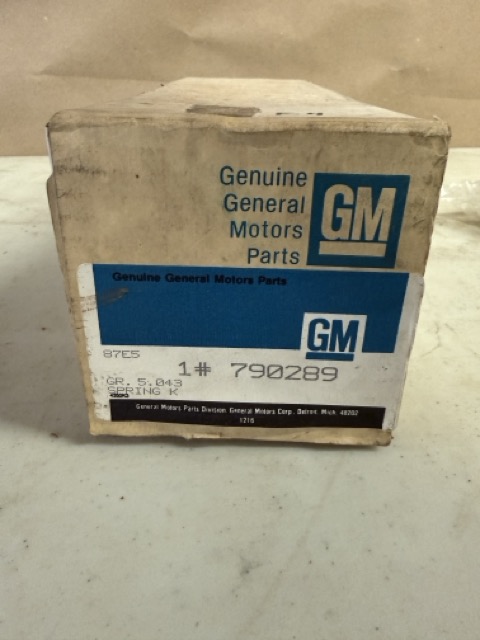 Genuine
General
Motors
Parts
GM
Genuine General Motors Parts
GM
87E5
1# 790289
GR. 5.043
SPRING K
General Motors Parts Division General Motors Corp., Detroit, Mich. 48202
1716